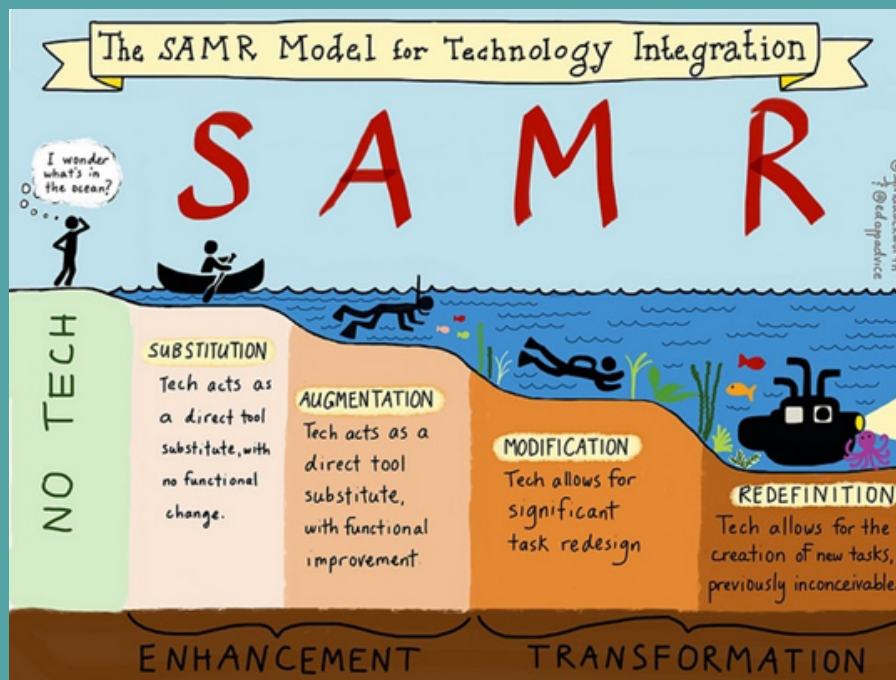 The SAMR Model for Technology Integration
S A M R
I wonder
what's in
the ocean?
@edappadvice
NO TECH
SUBSTITUTION
Tech acts as
a direct tool
substitute, with
no functional
change.
AUGMENTATION
Tech acts as a
direct tool
substitute,
with functional
improvement.
MODIFICATION
Tech allows for
significant
task redesign
REDEFINITION
Tech allows for the
creation of new tasks,
previously inconceivable
ENHANCEMENT
TRANSFORMATION